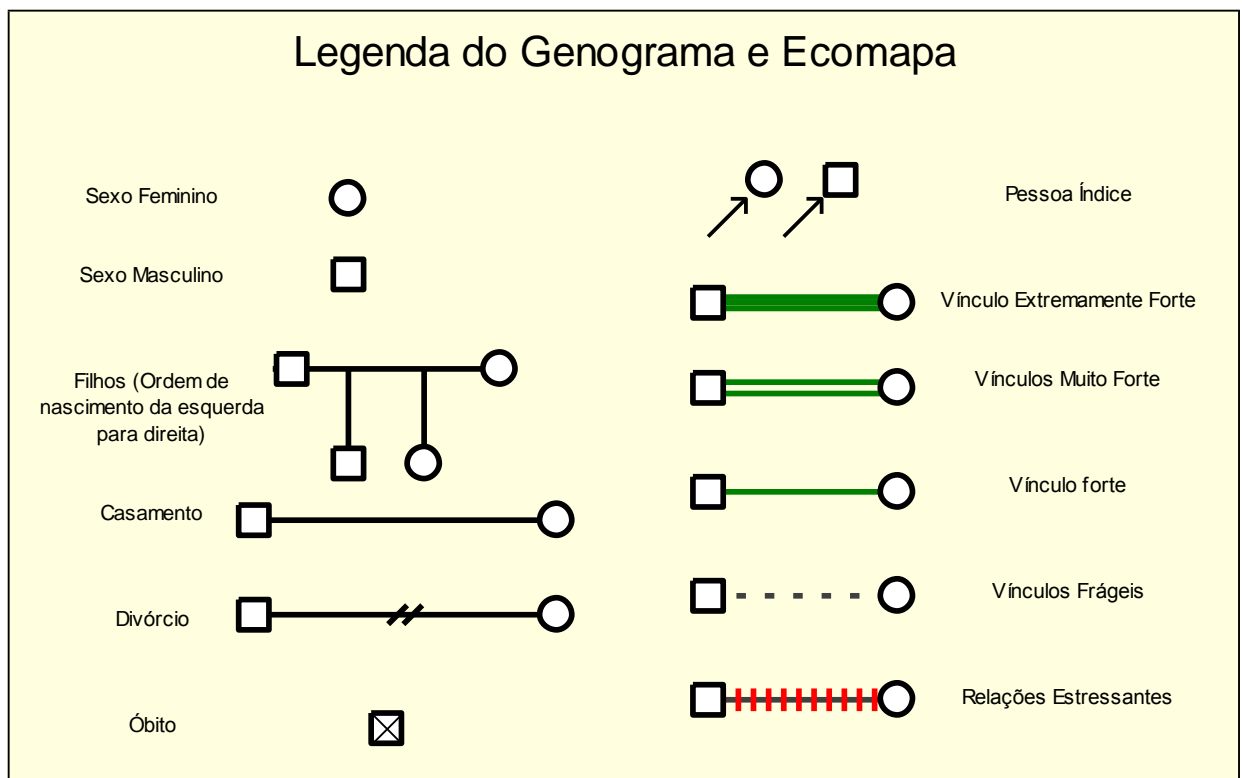 Legenda do Genograma e Ecomapa
Sexo Feminino
Sexo Masculino
Filhos (Ordem de
nascimento da esquerda
para direita)
Casamento
Divórcio
Óbito
Pessoa Índice
Vínculo Extremamente Forte
Vínculos Muito Forte
Vínculo forte
Vínculos Frágeis
Relações Estressantes